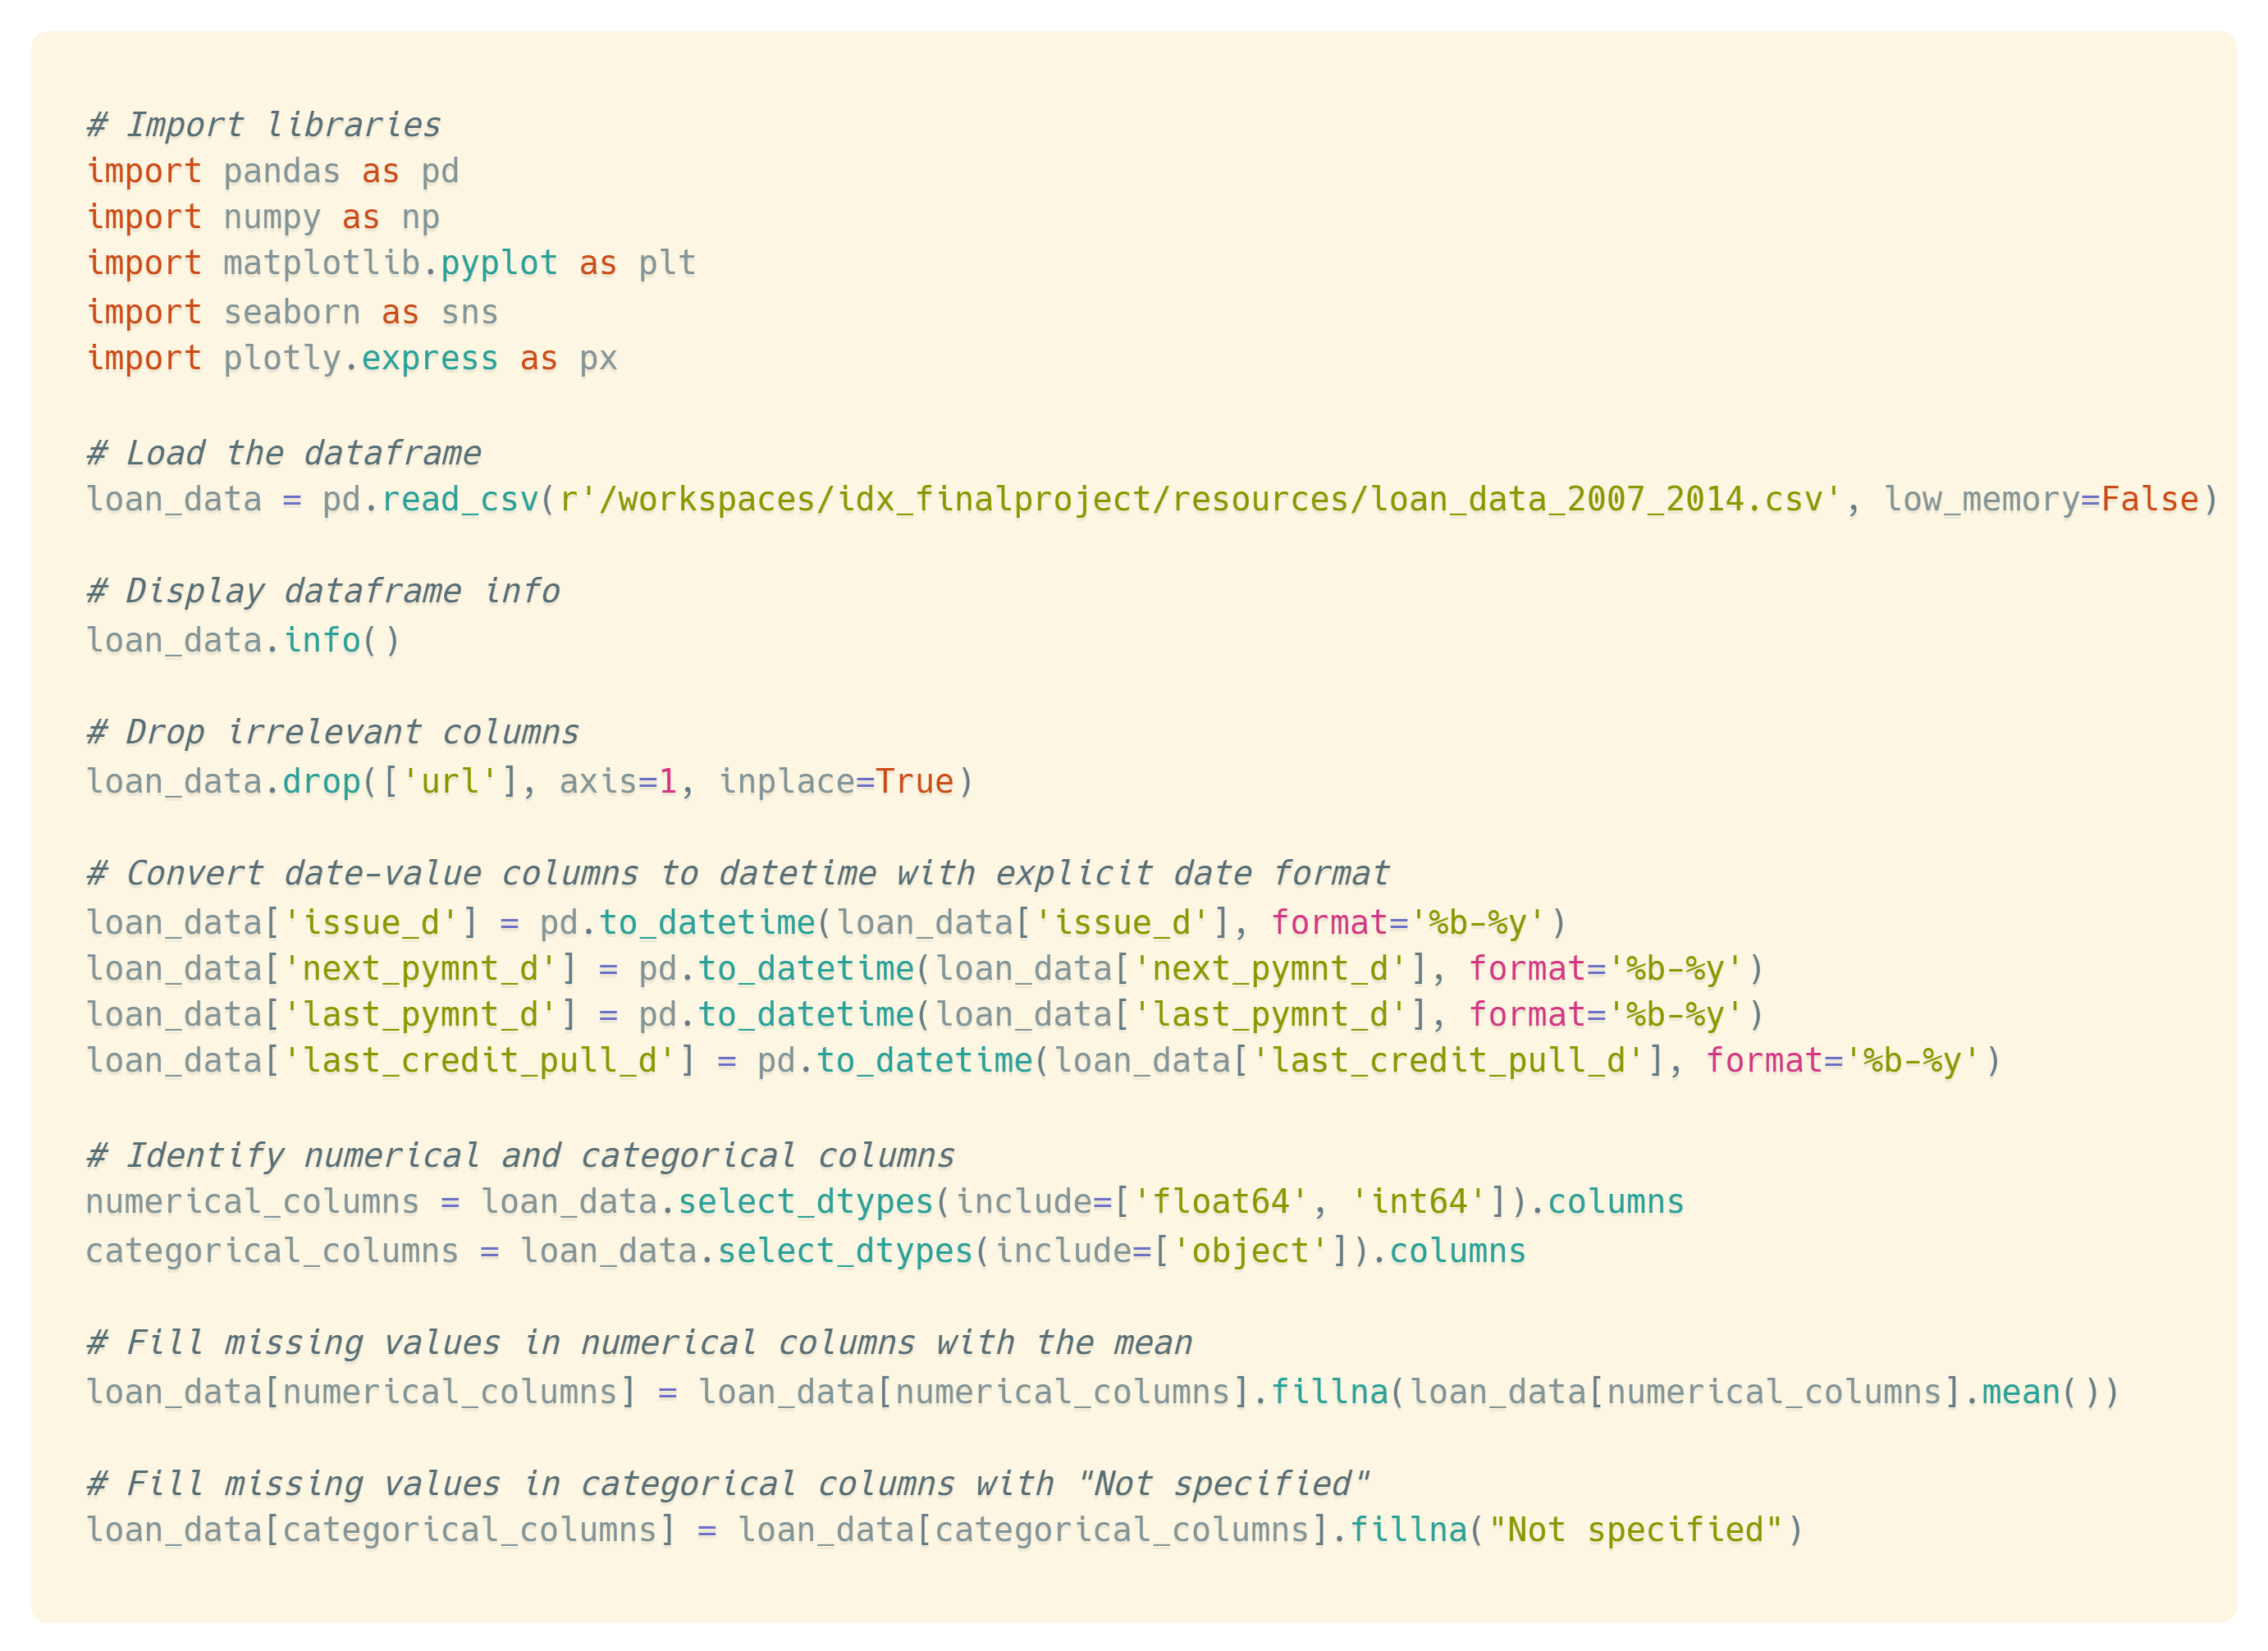 # Import libraries
import pandas as pd
import numpy as np
import matplotlib.pyplot as plt
import seaborn as sns
import plotly.express as px

# Load the dataframe
loan_data = pd.read_csv(r'/workspaces/idx_finalproject/resources/loan_data_2007_2014.csv', low_memory=False)

# Display dataframe info
loan_data.info()

# Drop irrelevant columns
loan_data.drop(['url'], axis=1, inplace=True)

# Convert date-value columns to datetime with explicit date format
loan_data['issue_d'] = pd.to_datetime(loan_data['issue_d'], format='%b-%y')
loan_data['next_pymnt_d'] = pd.to_datetime(loan_data['next_pymnt_d'], format='%b-%y')
loan_data['last_pymnt_d'] = pd.to_datetime(loan_data['last_pymnt_d'], format='%b-%y')
loan_data['last_credit_pull_d'] = pd.to_datetime(loan_data['last_credit_pull_d'], format='%b-%y')

# Identify numerical and categorical columns
numerical_columns = loan_data.select_dtypes(include=['float64', 'int64']).columns
categorical_columns = loan_data.select_dtypes(include=['object']).columns

# Fill missing values in numerical columns with the mean
loan_data[numerical_columns] = loan_data[numerical_columns].fillna(loan_data[numerical_columns].mean())

# Fill missing values in categorical columns with "Not specified"
loan_data[categorical_columns] = loan_data[categorical_columns].fillna("Not specified")